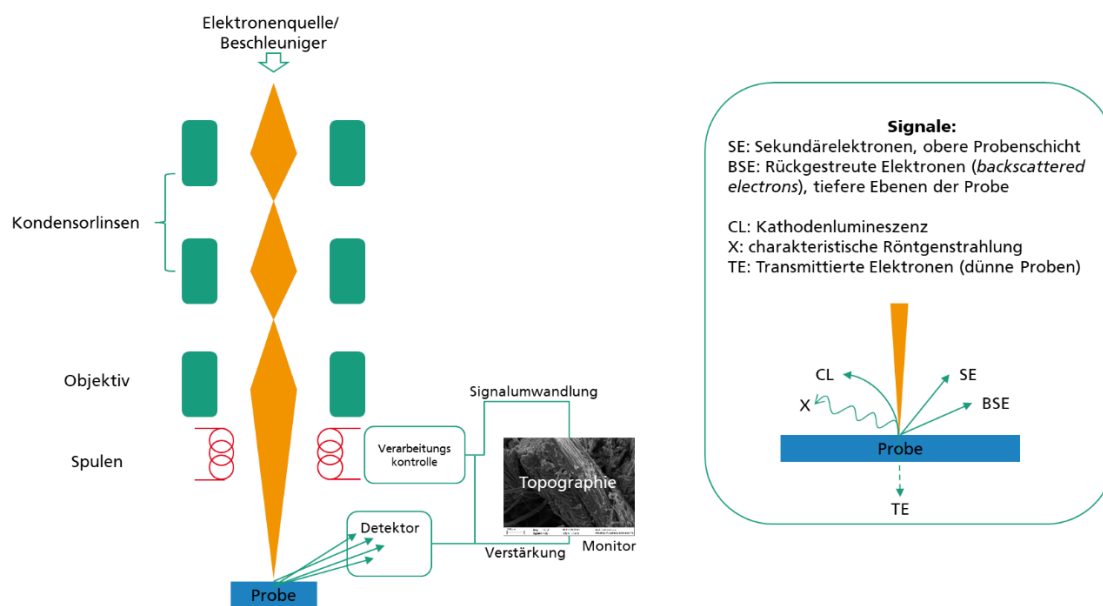 Elektronenquelle/
Beschleuniger
Kondensorlinsen
Objektiv
Spulen
Signalumwandlung
Verarbeitungs
kontrolle
Topographie
Detektor
Verstärkung
Monitor
Probe
Signale:
SE: Sekundärelektronen, obere Probenschicht
BSE: Rückgestreute Elektronen (backscattered
electrons), tiefere Ebenen der Probe
CL: Kathodenlumineszenz
X: charakteristische Röntgenstrahlung
TE: Transmittierte Elektronen (dünne Proben)
CL
SE
X
BSE
Probe
TE